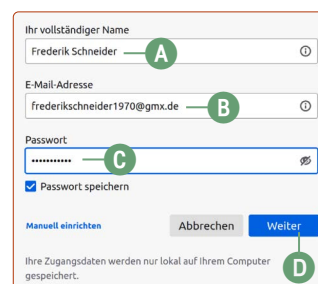 Ihr vollständiger Name
Frederik Schneider A
E-Mail-Adresse
frederikschneider1970@gmx.de B
Passwort
••••••••••• C
Passwort speichern
Manuell einrichten Abbrechen Weiter
D
Ihre Zugangsdaten werden nur lokal auf Ihrem Computer
gespeichert.